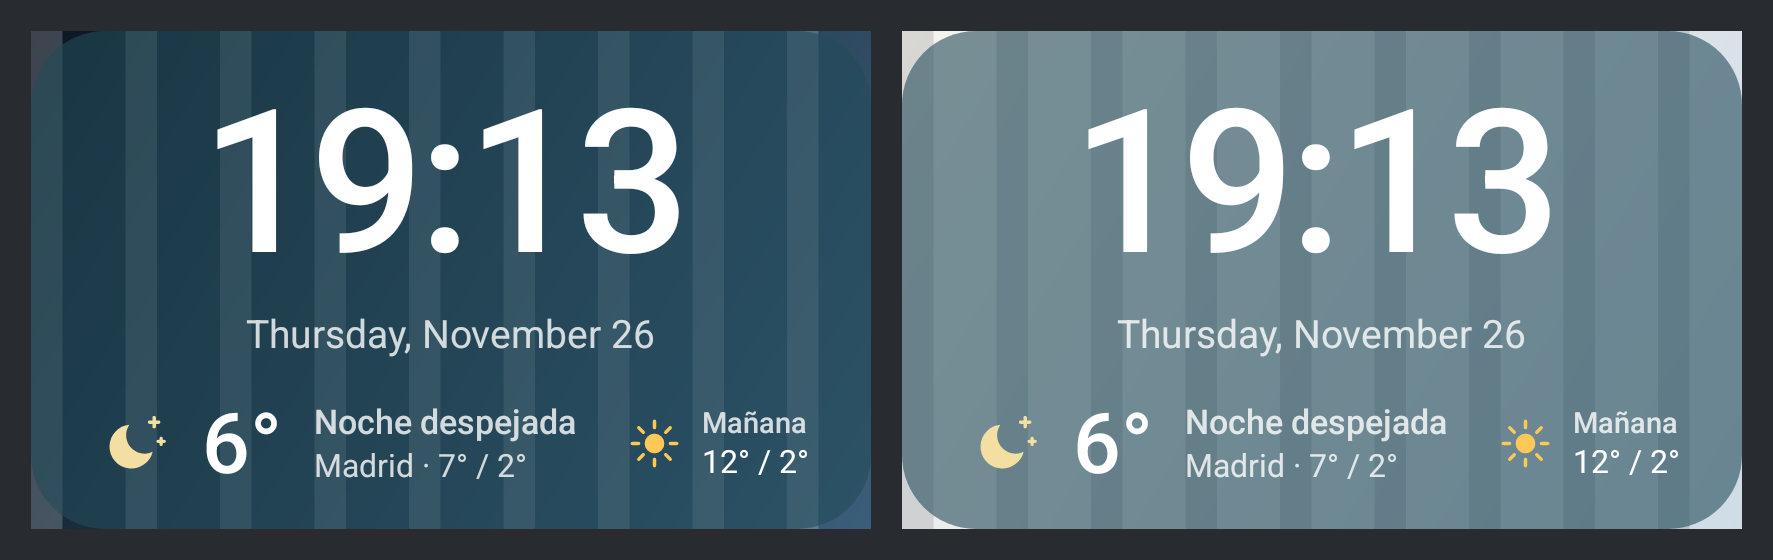 19:13
Thursday, November 26
6°
Noche despejada
Madrid · 7° / 2°
Mañana
12° / 2°
19:13
Thursday, November 26
6°
Noche despejada
Madrid · 7° / 2°
Mañana
12° / 2°